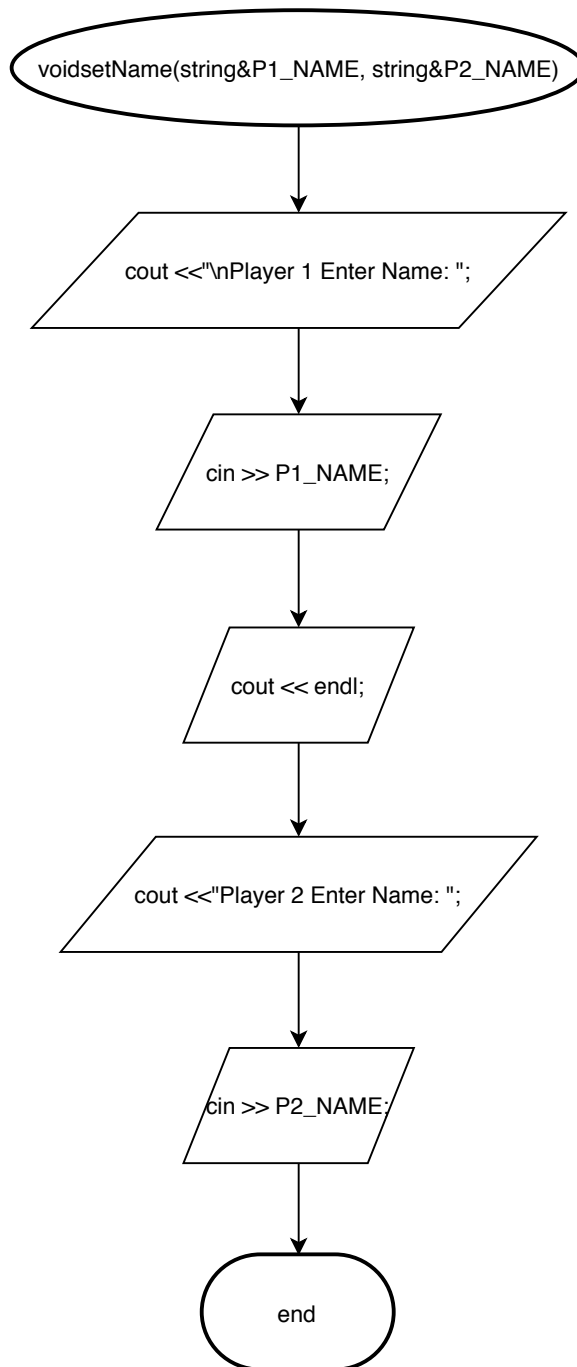 voidsetName(string&P1_NAME, string&P2_NAME)
cout <<"\nPlayer 1 Enter Name: ";
cin >> P1_NAME;
cout << endl;
cout <<"Player 2 Enter Name: ";
cin >> P2_NAME;
end